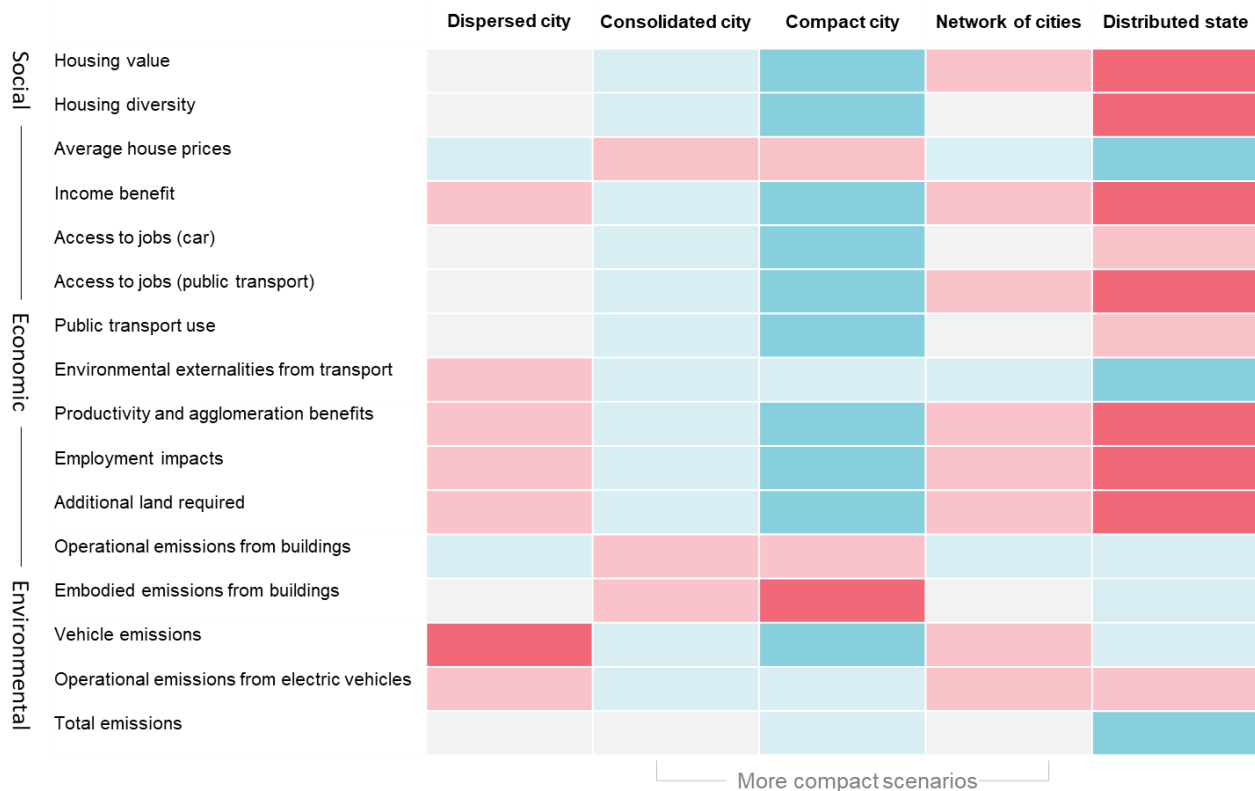 Dispersed city Consolidated city Compact city Network of cities Distributed state
Social
Housing value
Housing diversity
Average house prices
Income benefit
Access to jobs (car)
Access to jobs (public transport)
Economic
Public transport use
Environmental externalities from transport
Productivity and agglomeration benefits
Employment impacts
Additional land required
Operational emissions from buildings
Environmental
Embodied emissions from buildings
Vehicle emissions
Operational emissions from electric vehicles
Total emissions
More compact scenarios